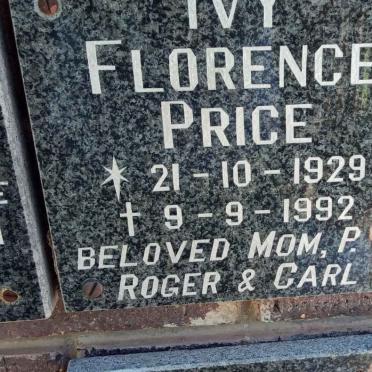 IVY
FLORENCE
PRICE
21-10-1929
9-9-1992
BELOVED MOM,
ROGER & CARL